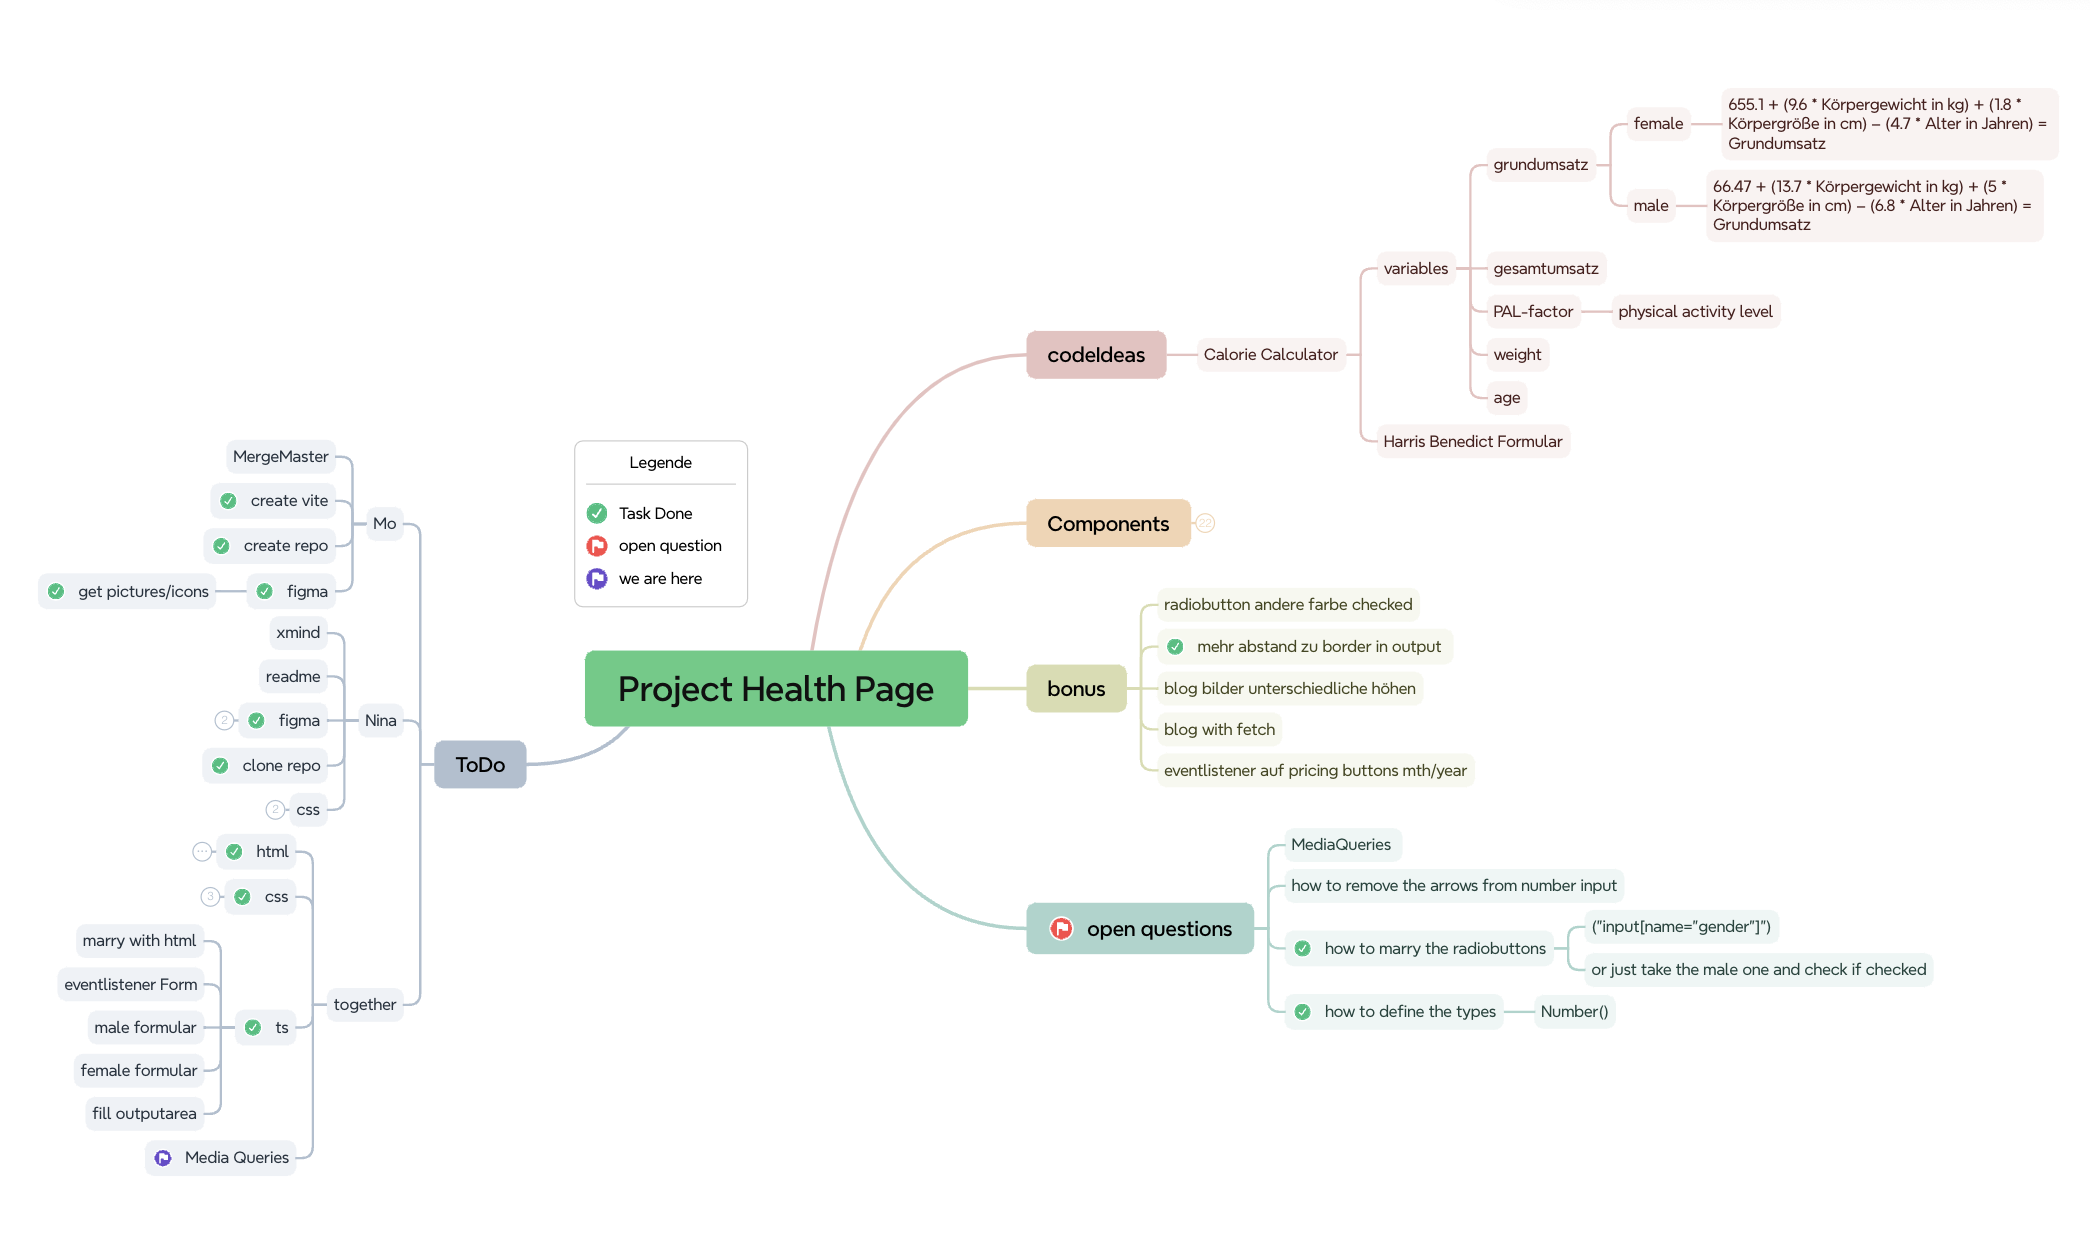 Project Health Page
codeIdeas
Calorie Calculator
variables
grundumsatz
female
655.1 + (9.6 * Körpergewicht in kg) + (1.8 *
Körpergröße in cm) – (4.7 * Alter in Jahren) =
Grundumsatz
male
66.47 + (13.7 * Körpergewicht in kg) + (5 *
Körpergröße in cm) – (6.8 * Alter in Jahren) =
Grundumsatz
gesamtumsatz
PAL-factor
physical activity level
weight
age
Harris Benedict Formular
Components
22
bonus
radiobutton andere farbe checked
mehr abstand zu border in output
blog bilder unterschiedliche höhen
blog with fetch
eventlistener auf pricing buttons mth/year
open questions
MediaQueries
how to remove the arrows from number input
how to marry the radiobuttons
("input[name="gender"]")
or just take the male one and check if checked
how to define the types
Number()
Legende
Task Done
open question
we are here
ToDo
Mo
MergeMaster
create vite
create repo
figma
get pictures/icons
Nina
xmind
readme
figma
2
clone repo
css
2
together
html
...
css
3
ts
marry with html
eventlistener Form
male formular
female formular
fill outputarea
Media Queries